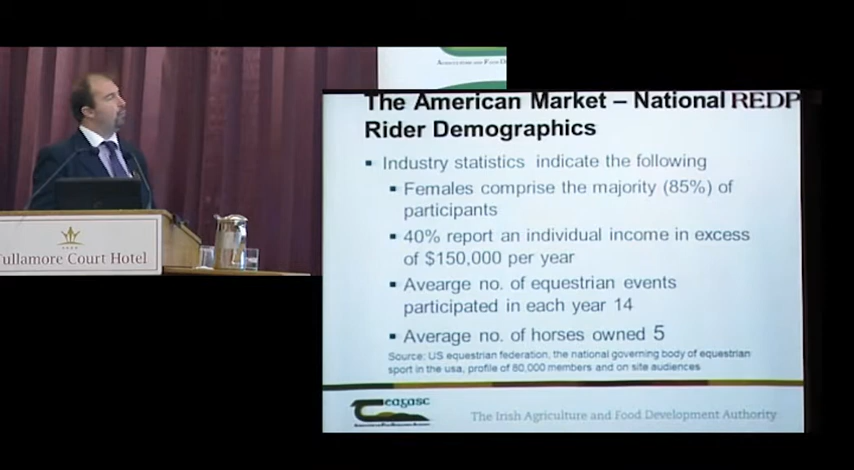 The American Market – National REDP
Rider Demographics
Industry statistics indicate the following
Females comprise the majority (85%) of
participants
40% report an individual income in excess
of $150,000 per year
Avearge no. of equestrian events
participated in each year 14
Average no. of horses owned 5
Source: US equestrian federation, the national governing body of equestrian
sport in the usa, profile of 80,000 members and on site audiences
eagasc
The Irish Agriculture and Food Development Authority
ullamore Court Hotel